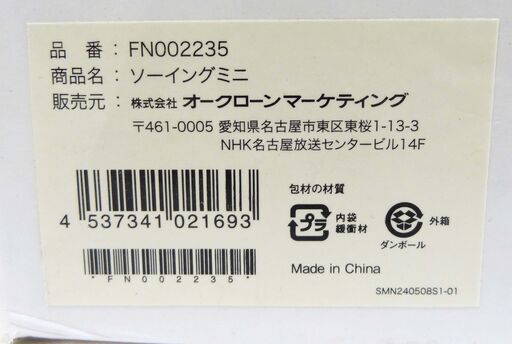 品　番：FN002235
商品名：ソーイングミニ
販売元：株式会社 オークローンマーケティング
〒461-0005 愛知県名古屋市東区東桜1-13-3
NHK名古屋放送センタービル14F
4 537341 021693
*FN002235*
包材の材質
プラ
内袋
緩衝材
ダンボール
外箱
Made in China
SMN240508S1-01